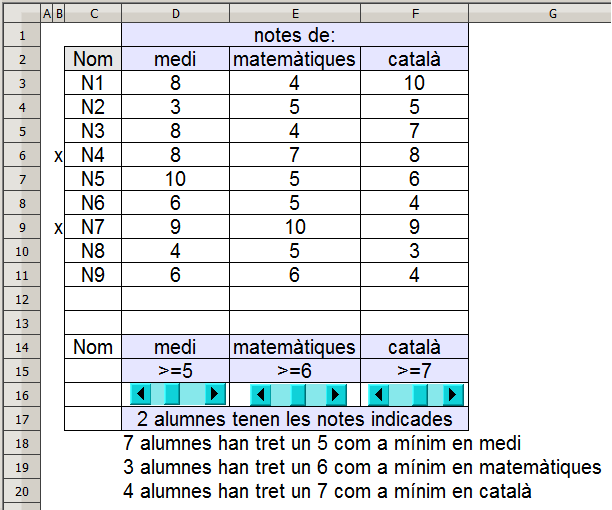 A B C D E F G
1 notes de:
2 Nom medi matemàtiques català
3 N1 8 4 10
4 N2 3 5 5
5 N3 8 4 7
6 x N4 8 7 8
7 N5 10 5 6
8 N6 6 5 4
9 x N7 9 10 9
10 N8 4 5 3
11 N9 6 6 4
12
13
14 Nom medi matemàtiques català
15 >=5 >=6 >=7
16
17 2 alumnes tenen les notes indicades
18 7 alumnes han tret un 5 com a mínim en medi
19 3 alumnes han tret un 6 com a mínim en matemàtiques
20 4 alumnes han tret un 7 com a mínim en català